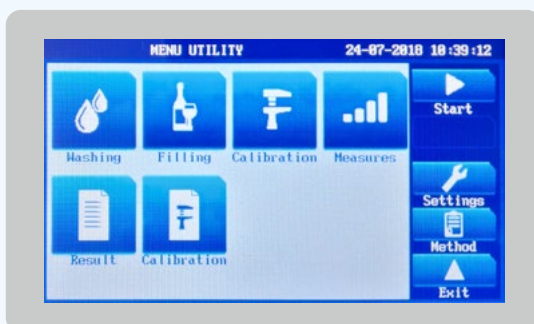 MENU UTILITY 24-07-2018 10:39:12
Washing Filling Calibration Measures
Result Calibration
Start
Settings
Method
Exit